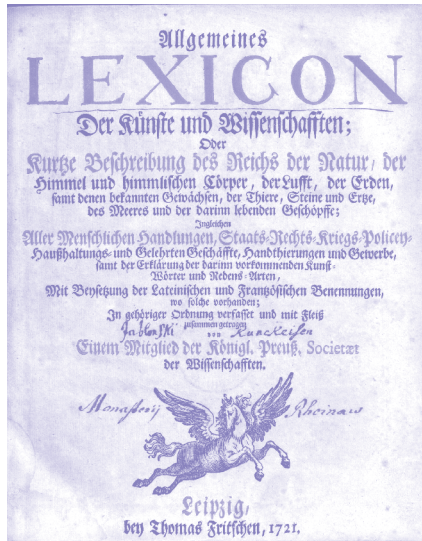 Allgemeines
LEXICON
Der Künste und Wissenschafften;
Oder
Kurtze Beschreibung des Reichs der Natur, der
Himmel und himmlischen Cörper, der Lufft, der Erden,
samt denen bekannten Gewächsen, der Thiere, Steine und Ertze,
des Meeres und der darinn lebenden Geschöpffe;
Ingleichen
Aller Menschlichen Handlungen, Staats-Rechts-Kriegs-Policey-
Haußhaltungs- und Gelehrten Geschäffte, Handthierungen und Gewerbe,
samt der Erklärung der darinn vorkommenden Kunst-
Wörter und Redens-Arten,
Mit Beysetzung der Lateinischen und Frantzösischen Benennungen,
wo solche vorhanden;
In gehöriger Ordnung verfasset und mit Fleiß
zusammen getragen
Jablonski von
Einem Mitglied der Königl. Preuß. Societæt
der Wissenschafften.
Monasterij Rheinaw
Leipzig,
bey Thomas Fritschen, 1721.